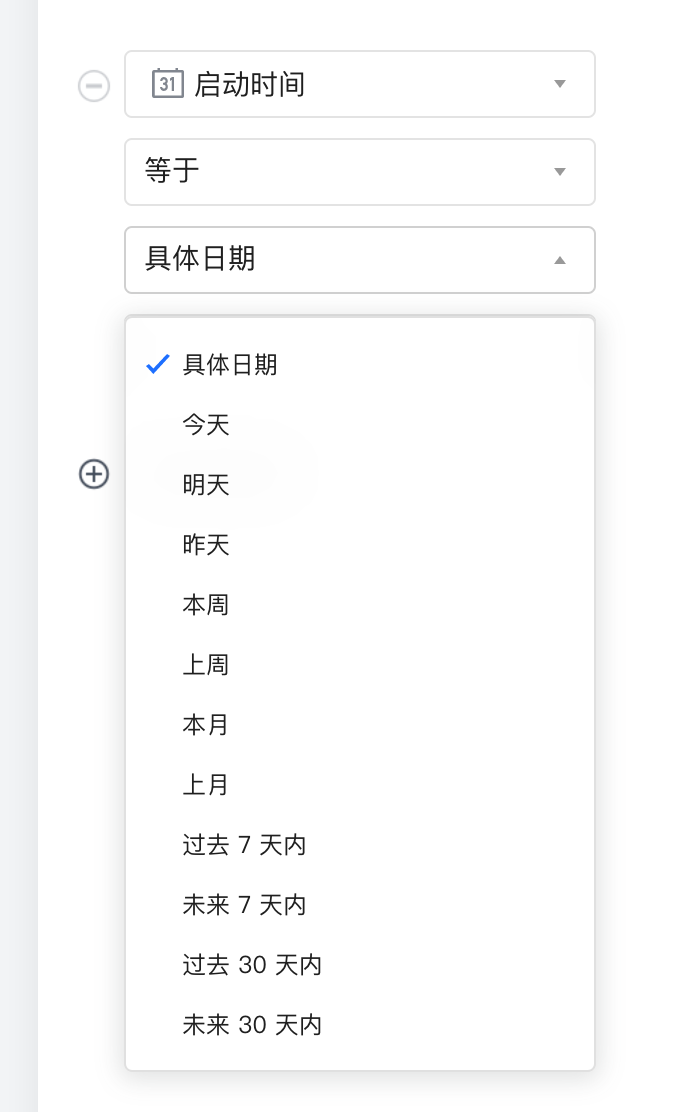 31 启动时间
等于
具体日期
具体日期
今天
明天
昨天
本周
上周
本月
上月
过去 7 天内
未来 7 天内
过去 30 天内
未来 30 天内